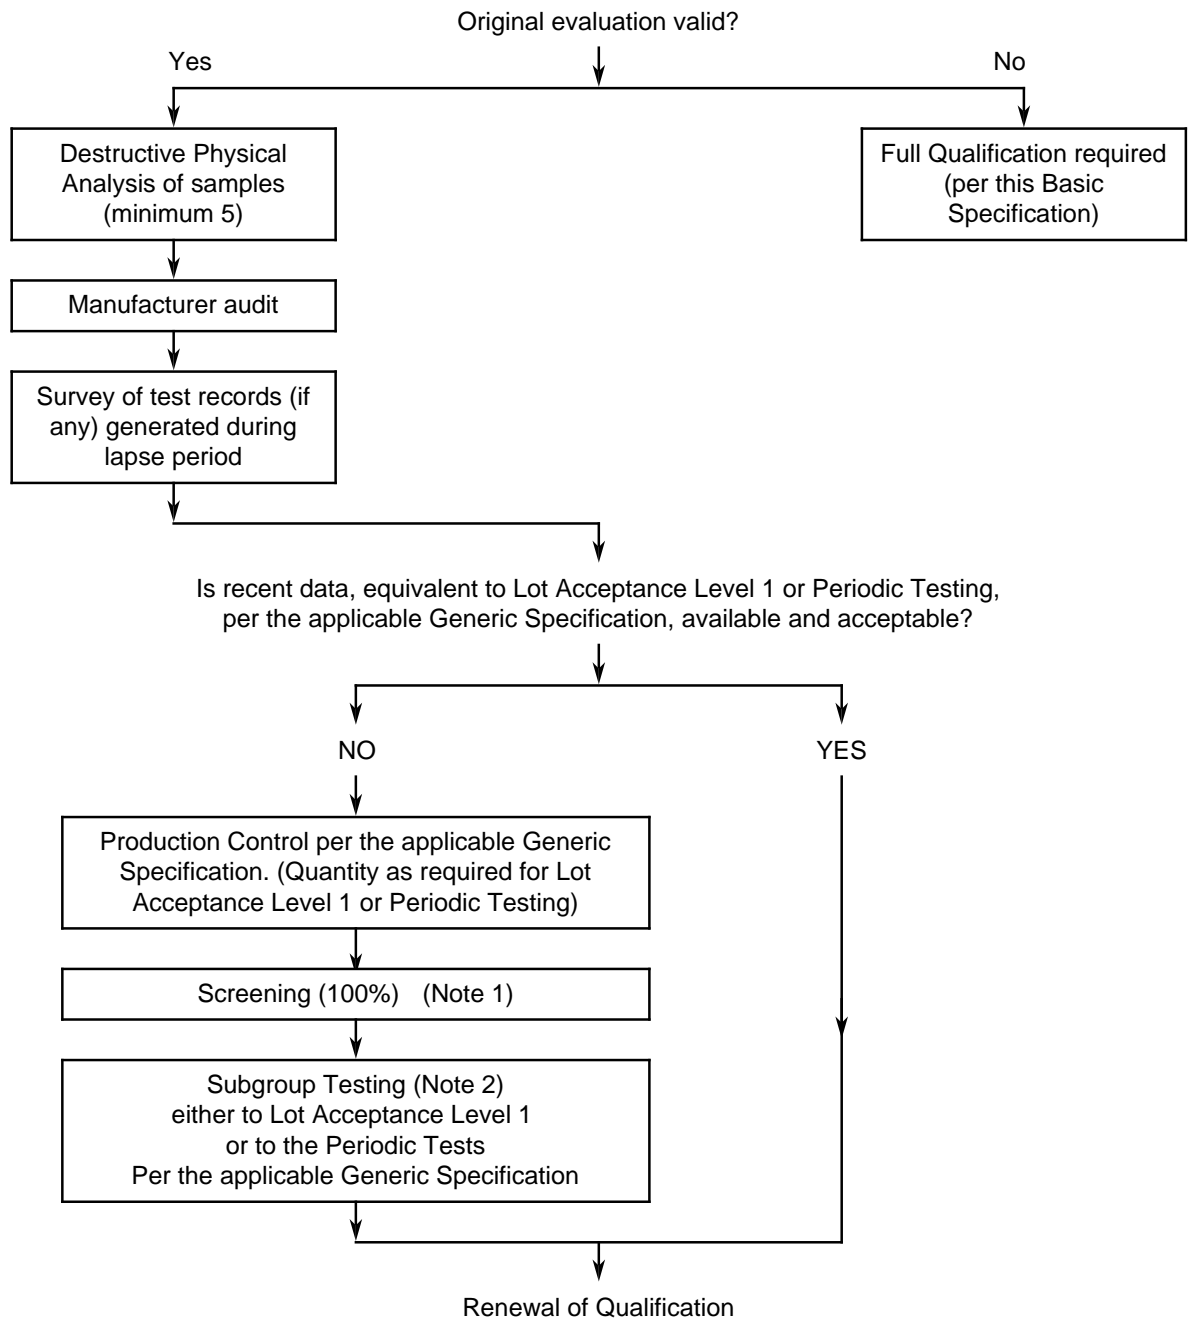 Original evaluation valid?
Yes
No
Destructive Physical
Analysis of samples
(minimum 5)
Full Qualification required
(per this Basic
Specification)
Manufacturer audit
Survey of test records (if
any) generated during
lapse period
Is recent data, equivalent to Lot Acceptance Level 1 or Periodic Testing,
per the applicable Generic Specification, available and acceptable?
NO
YES
Production Control per the applicable Generic
Specification. (Quantity as required for Lot
Acceptance Level 1 or Periodic Testing)
Screening (100%) (Note 1)
Subgroup Testing (Note 2)
either to Lot Acceptance Level 1
or to the Periodic Tests
Per the applicable Generic Specification
Renewal of Qualification